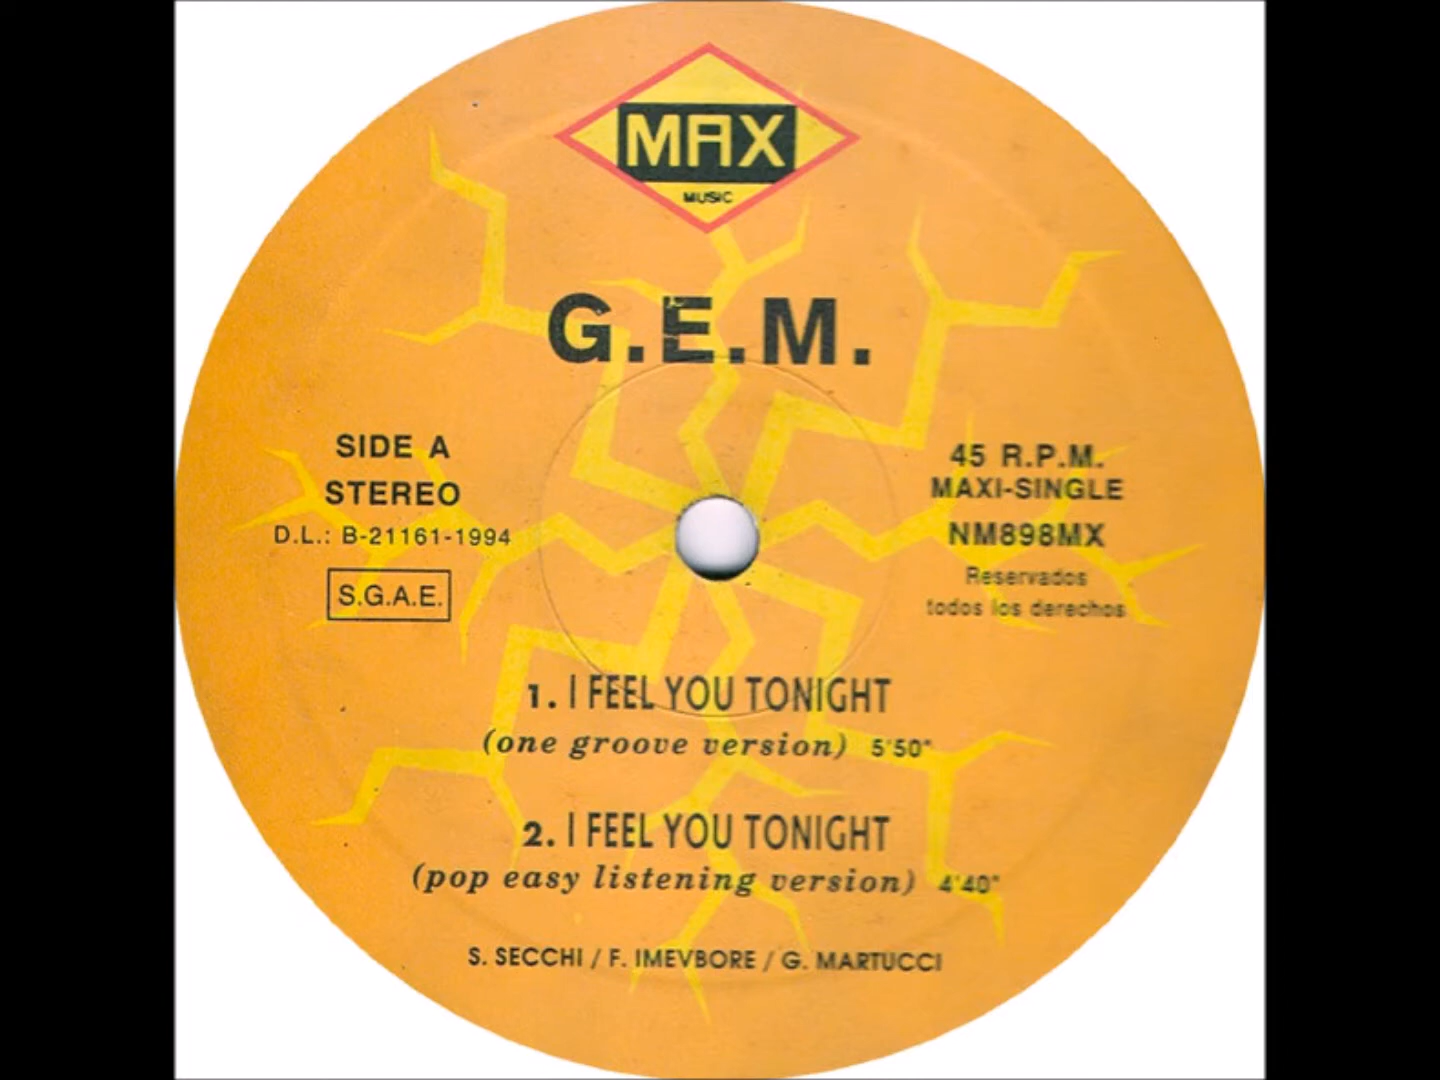 MAX
MUSIC
G.E.M.
SIDE A
STEREO
D.L.: B-21161-1994
S.G.A.E.
45 R.P.M.
MAXI-SINGLE
NM898MX
Reservados
todos los derechos
1. I FEEL YOU TONIGHT
(one groove version) 5'50"
2. I FEEL YOU TONIGHT
(pop easy listening version) 4'40"
S. SECCHI / F. IMEVBORE / G. MARTUCCI